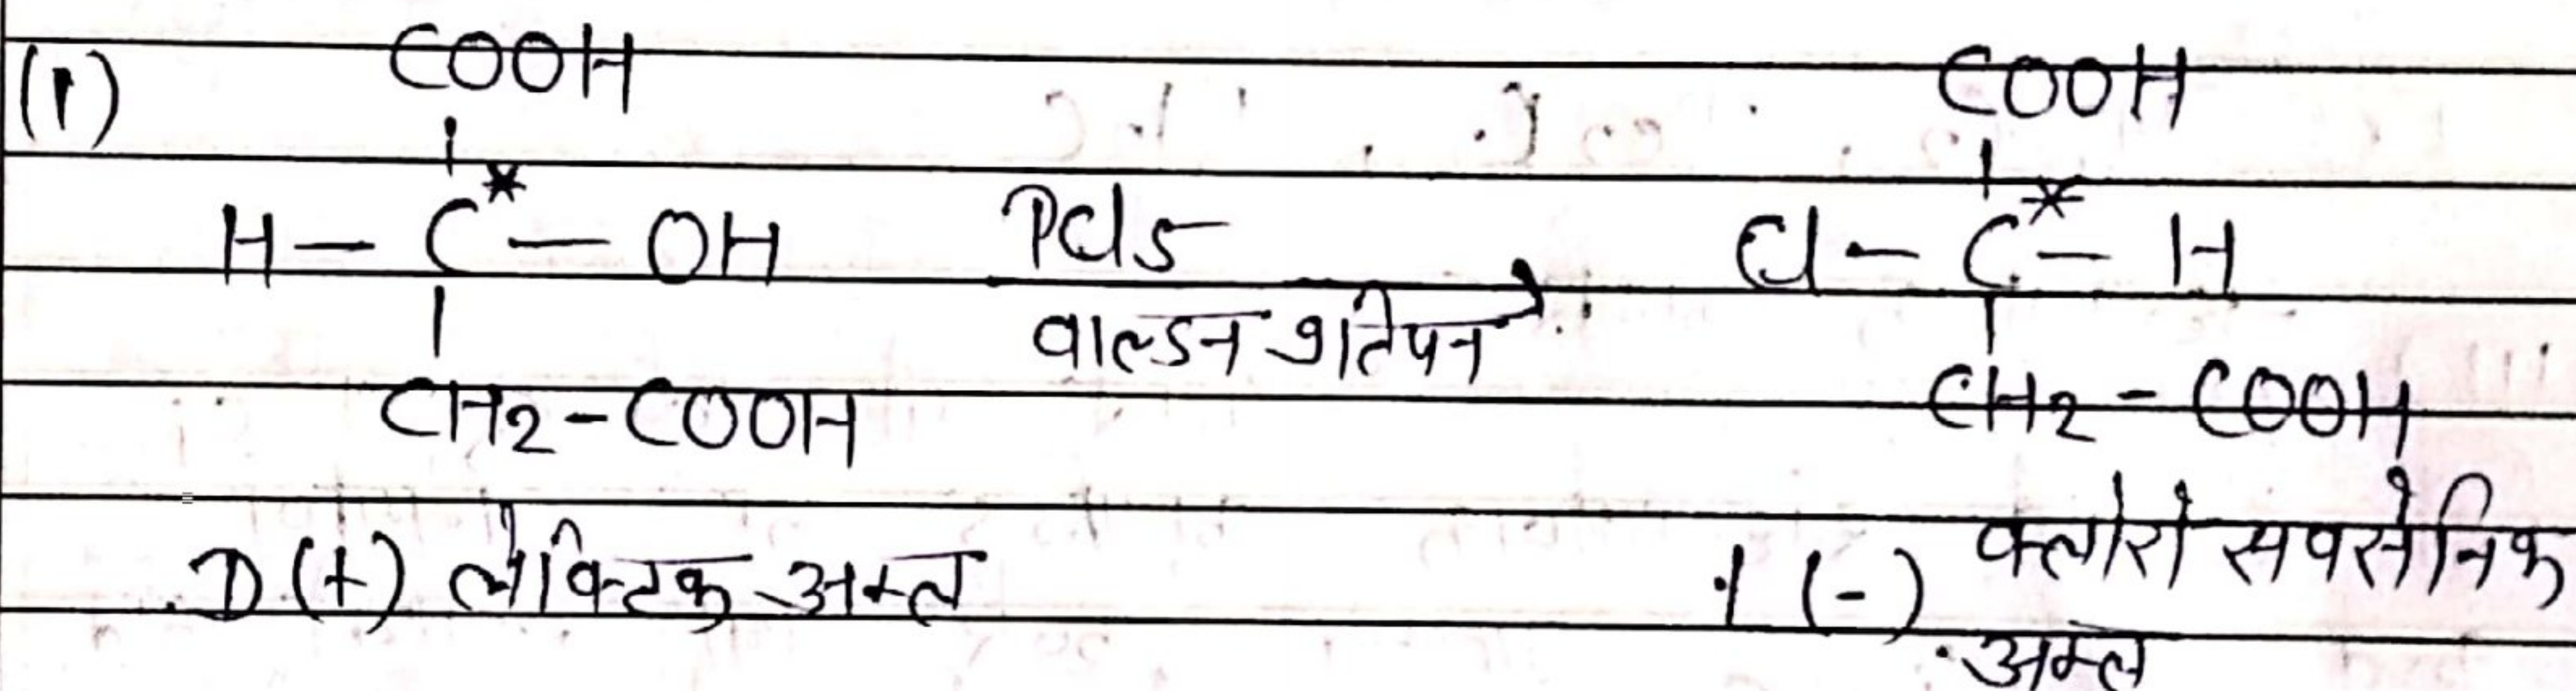 (1)
COOH COOH
| |
H — C* — OH PCl5 Cl — C* — H
वाल्डन प्रतिपन
| |
CH2 - COOH CH2 - COOH
D (+) लैक्टिक अम्ल l (-) क्लोरो सक्सेनिक
अम्ल